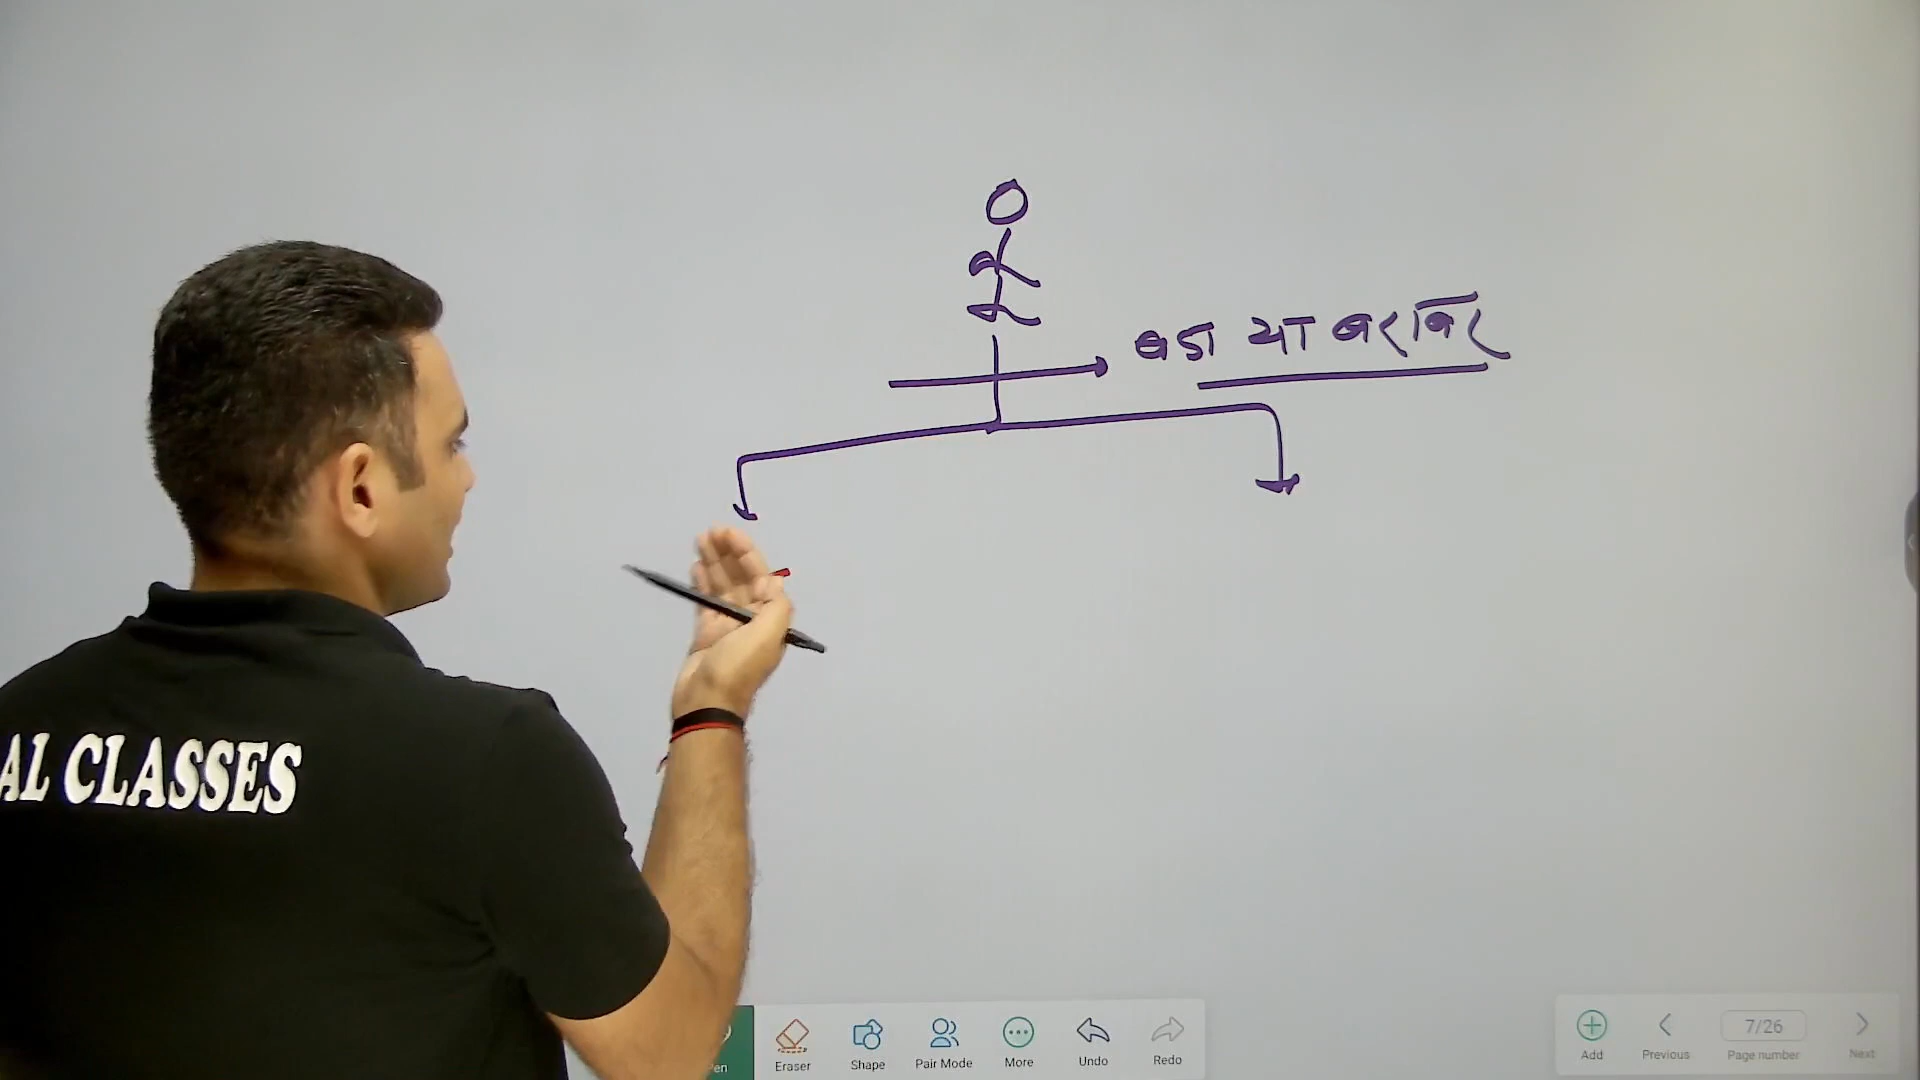 बड़ा या बराबर
AL CLASSES
Pen
Eraser
Shape
Pair Mode
More
Undo
Redo
Add
Previous
7/26
Page number
Next